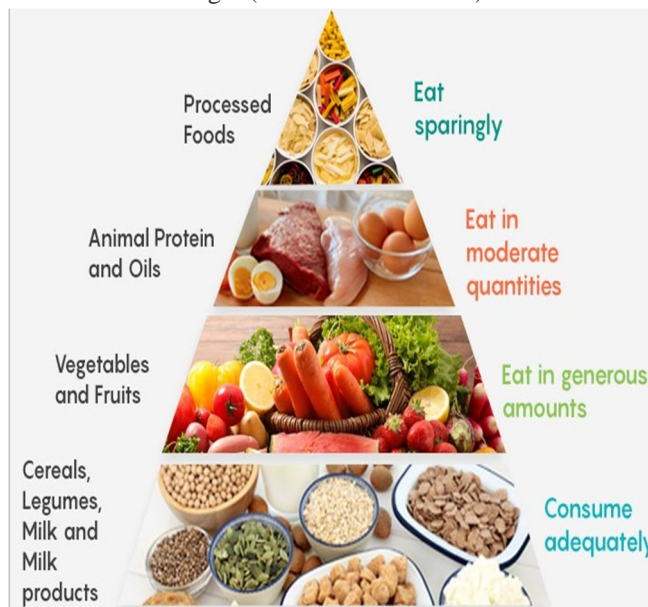 Processed
Foods
Eat
sparingly
Animal Protein
and Oils
Eat in
moderate
quantities
Vegetables
and Fruits
Eat in generous
amounts
Cereals,
Legumes,
Milk and
Milk
products
Consume
adequately